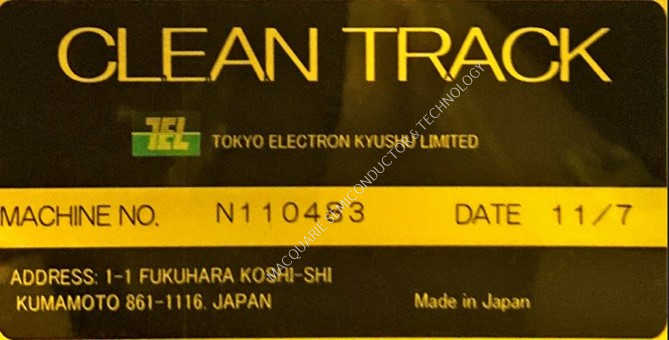 CLEAN TRACK
TEL TOKYO ELECTRON KYUSHU LIMITED
MACHINE NO. N110483 DATE 11/7
ADDRESS: 1-1 FUKUHARA KOSHI-SHI
KUMAMOTO 861-1116. JAPAN Made in Japan
MACQUARIE SEMICONDUCTOR & TECHNOLOGY